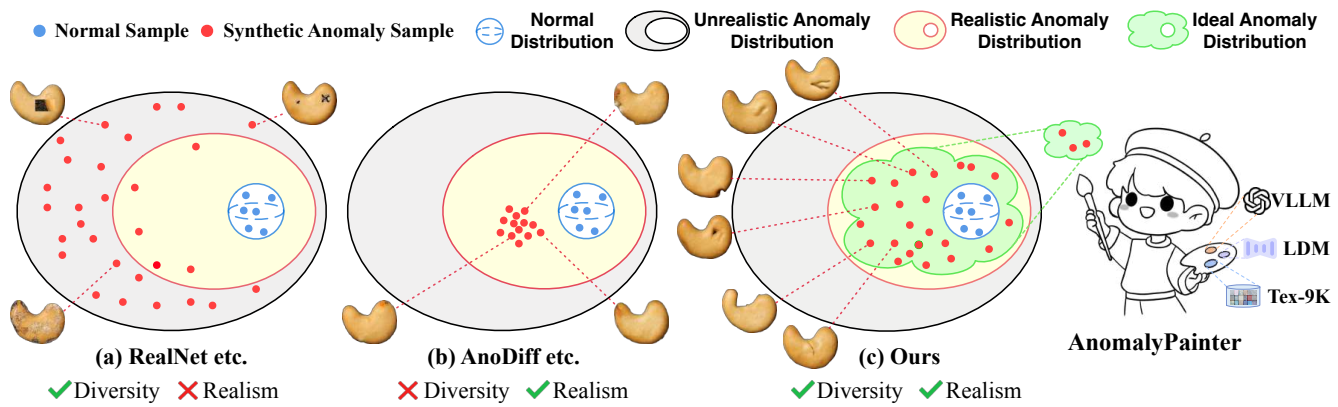 Normal Sample
Synthetic Anomaly Sample
Normal
Distribution
Unrealistic Anomaly
Distribution
Realistic Anomaly
Distribution
Ideal Anomaly
Distribution
VLLM
LDM
Tex-9K
AnomalyPainter
(a) RealNet etc.
Diversity Realism
(b) AnoDiff etc.
Diversity Realism
(c) Ours
Diversity Realism